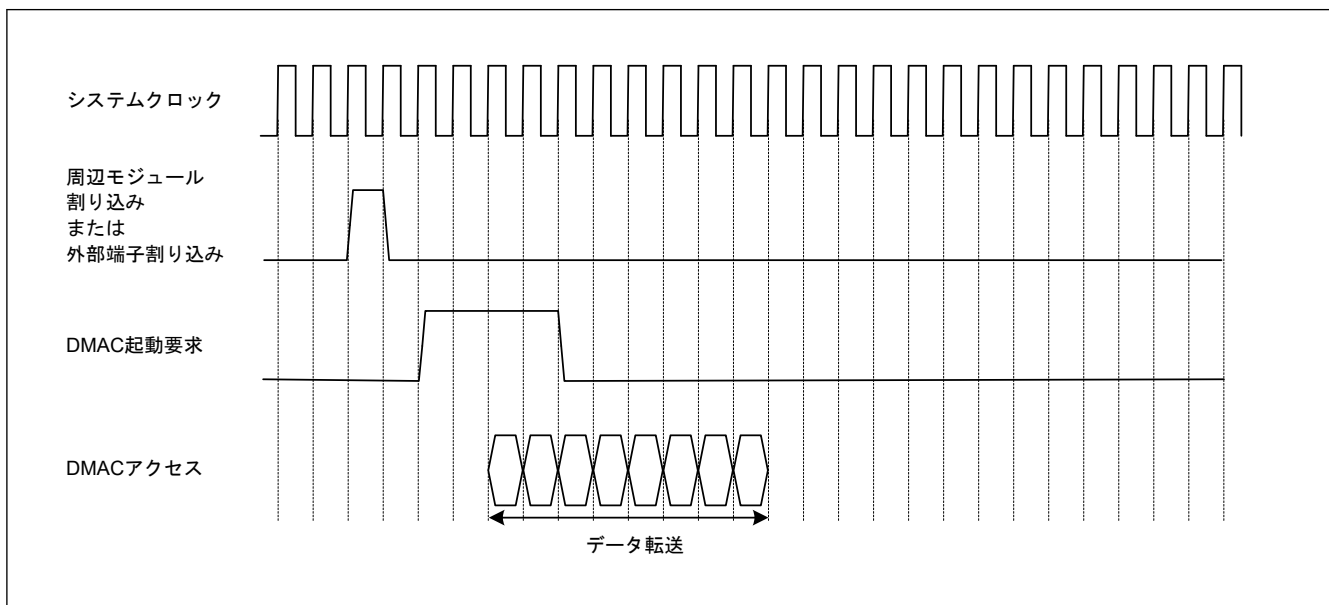 システムクロック
周辺モジュール
割り込み
または
外部端子割り込み
DMAC起動要求
DMACアクセス
データ転送